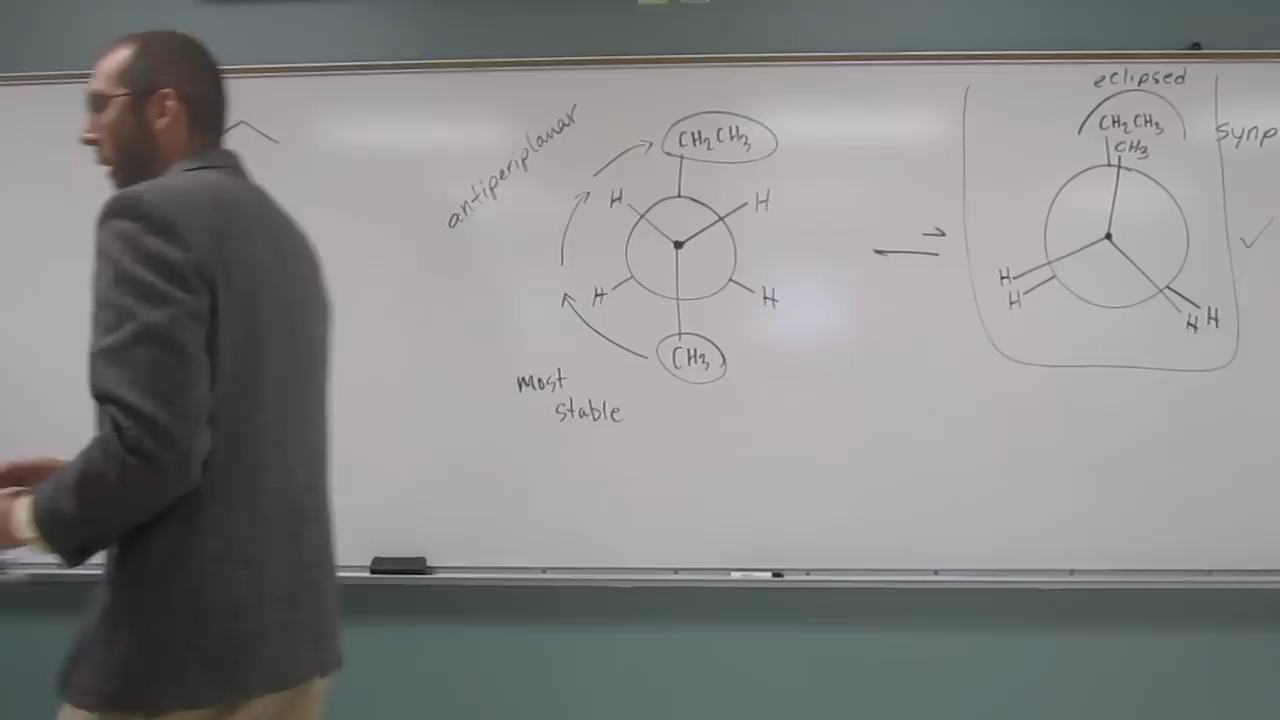 antiperiplanar
CH2CH3
H H
H H
CH3
most
stable
eclipsed
CH2CH3
CH3
H
H
H H
synp